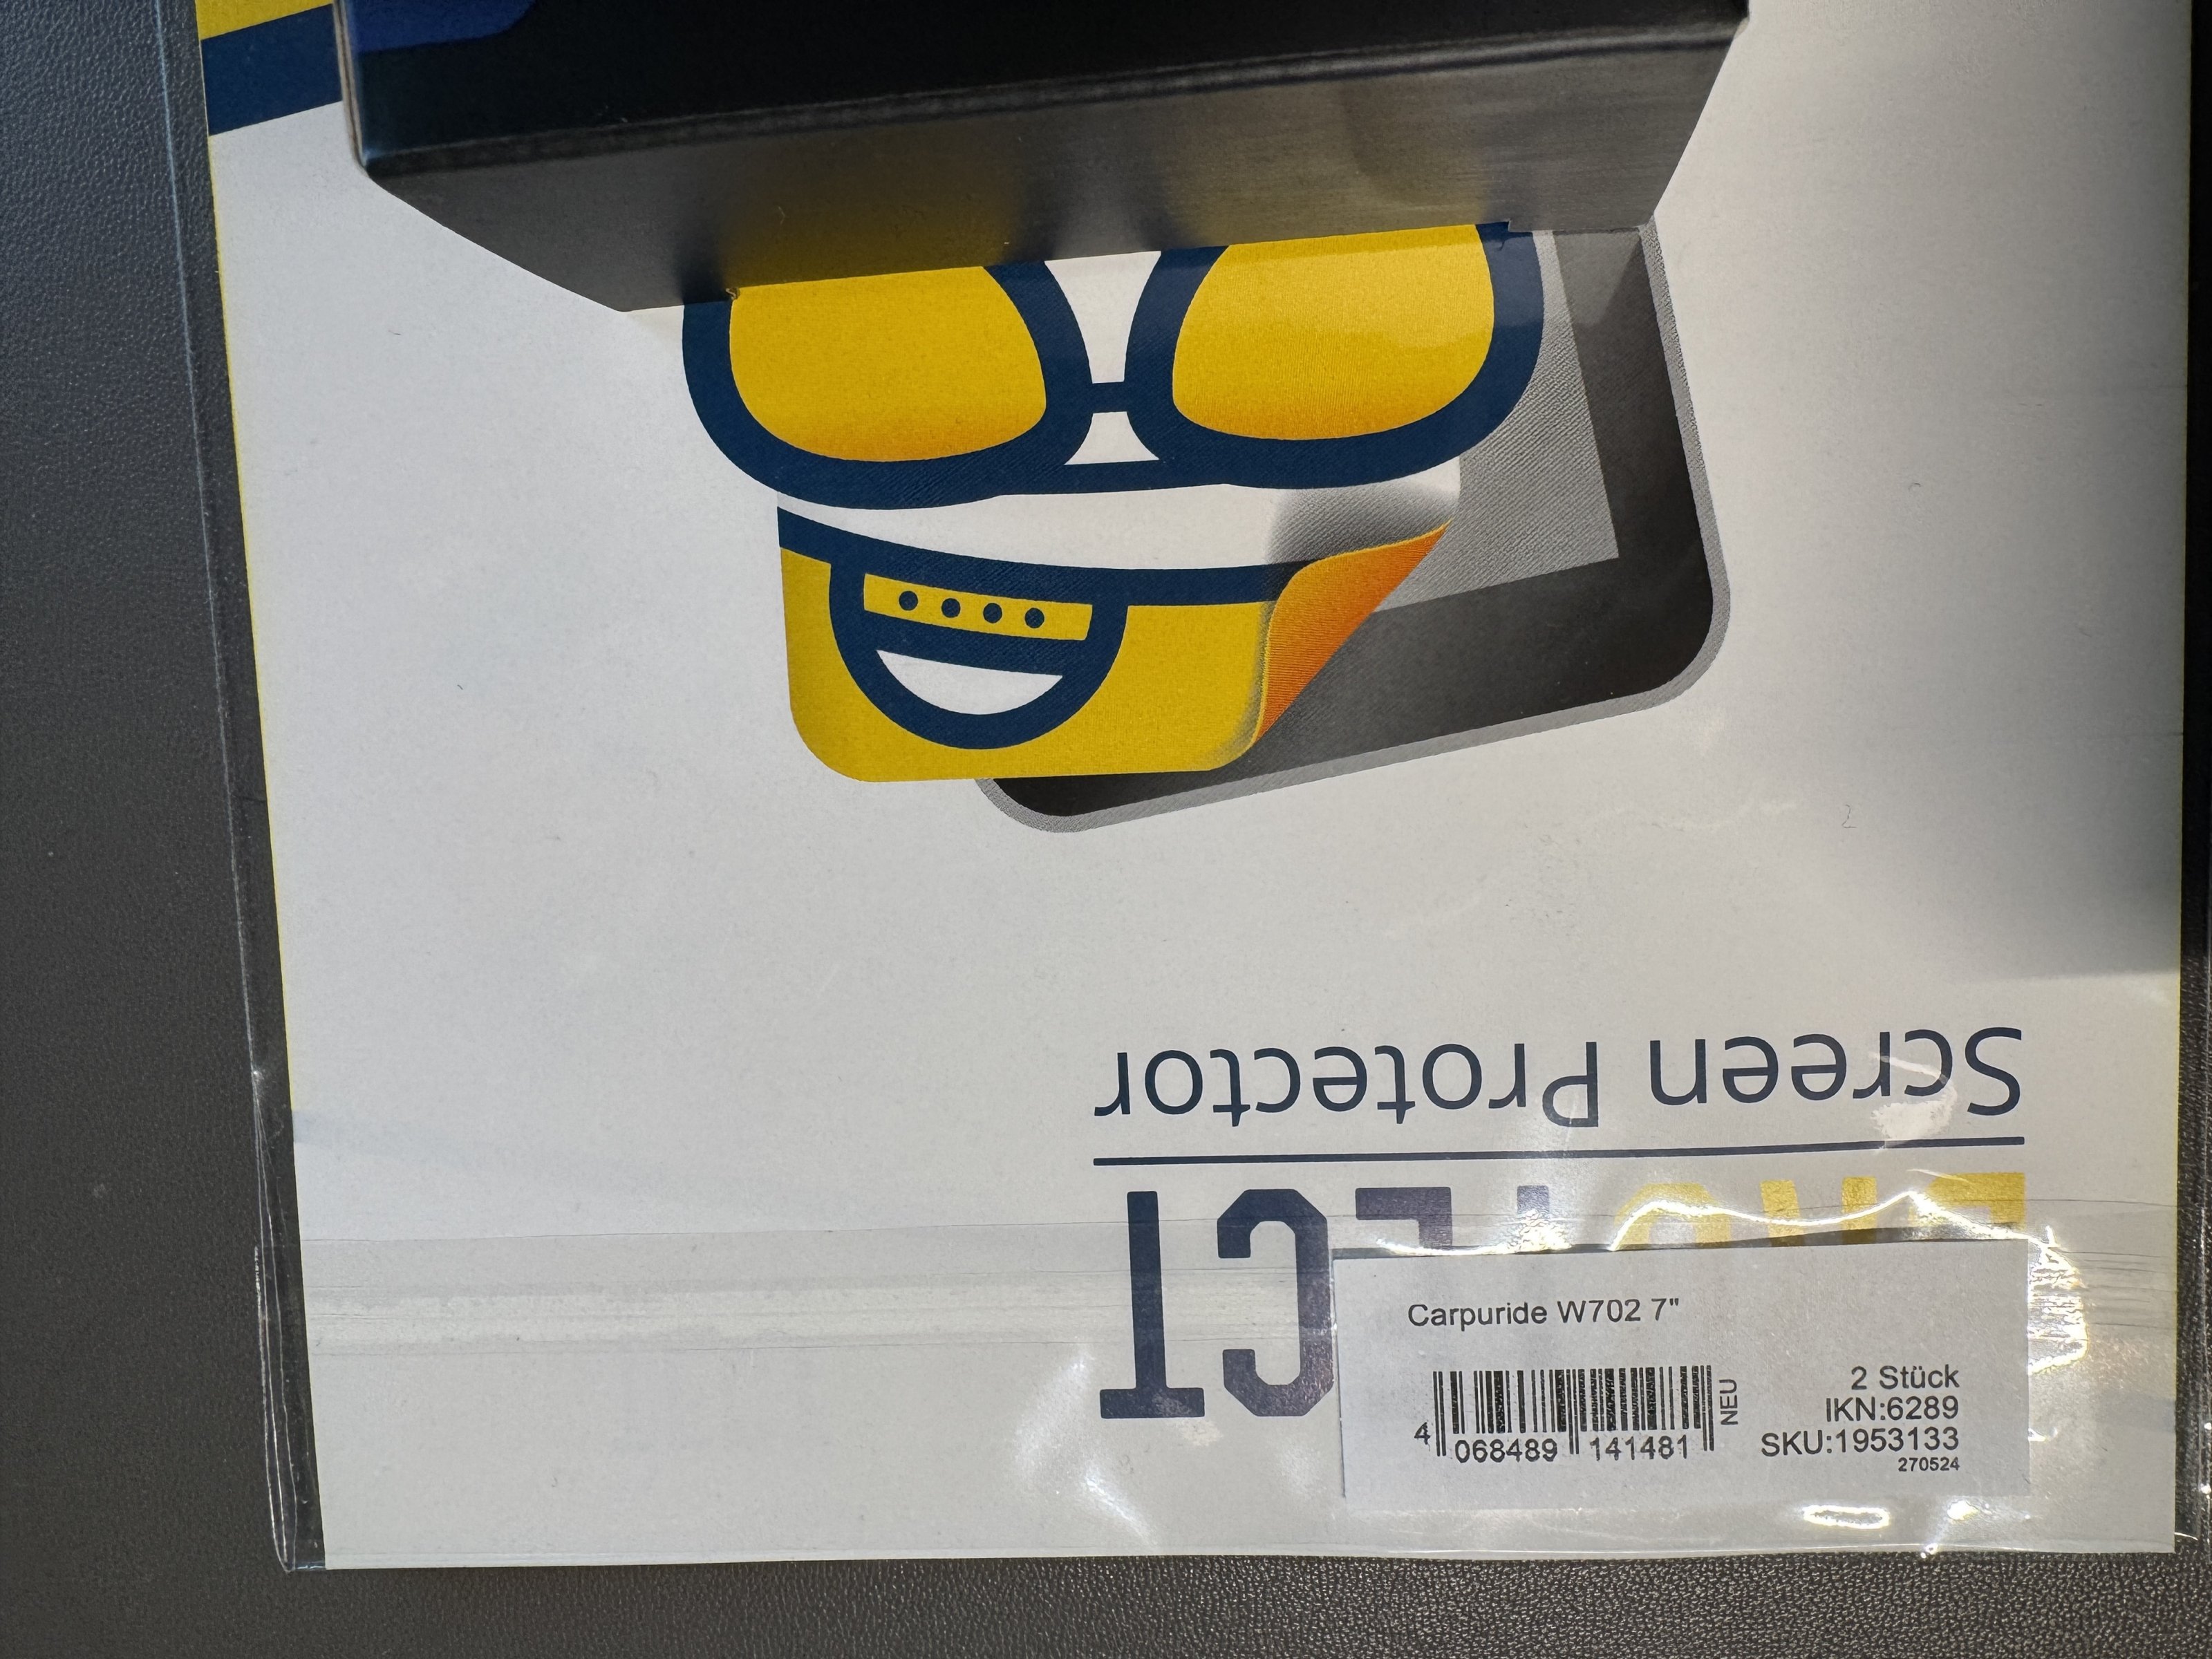 Screen Protector
Carpuride W702 7"
2 Stück
IKN:6289
SKU:1953133
270524
NEU
4 068489 141481